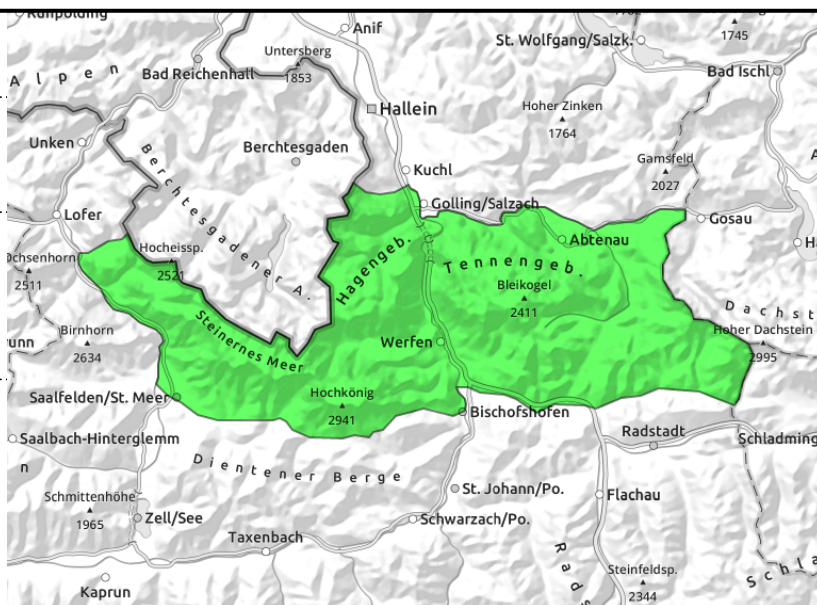 Ruhpolding
Anif
1745
St. Wolfgang/Salzk.
Untersberg
1853
Alpen
Bad Reichenhall
Bad Ischl
Hallein
Hoher Zinken
1764
Unken
Berchtesgaden
Gamsfeld
2027
Kuchl
Berchtesgadener A.
Golling/Salzach
Lofer
Gosau
Abtenau
Hocheissp.
2521
Hagengeb.
Tennengeb.
Ochsenhorn
2511
Bleikogel
2411
Steinernes Meer
Birnhorn
2634
Werfen
Hoher Dachstein
2995
Hochkönig
2941
Saalfelden/St. Meer
Bischofshofen
Saalbach-Hinterglemm
Radstadt
Schladming
Dientener Berge
St. Johann/Po.
Flachau
Schmittenhöhe
1965
Zell/See
Schwarzach/Po.
Taxenbach
Steinfeldsp.
2344
Kaprun